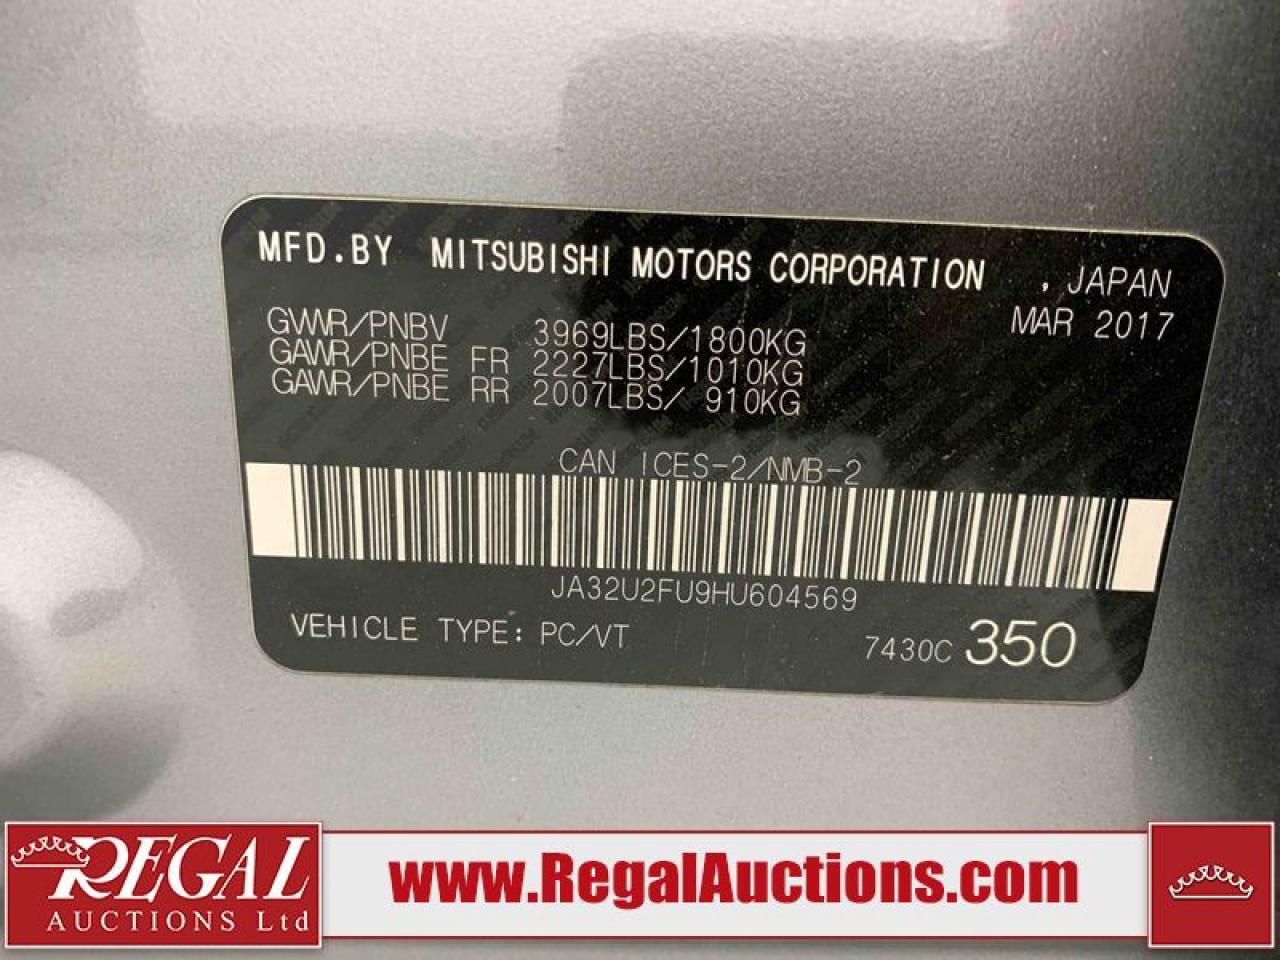 MFD.BY MITSUBISHI MOTORS CORPORATION , JAPAN
MAR 2017
GVWR/PNBV 3969LBS/1800KG
GAWR/PNBE FR 2227LBS/1010KG
GAWR/PNBE RR 2007LBS/ 910KG
CAN ICES-2/NMB-2
JA32U2FU9HU604569
VEHICLE TYPE: PC/VT
7430C 350
REGAL
AUCTIONS Ltd
www.RegalAuctions.com